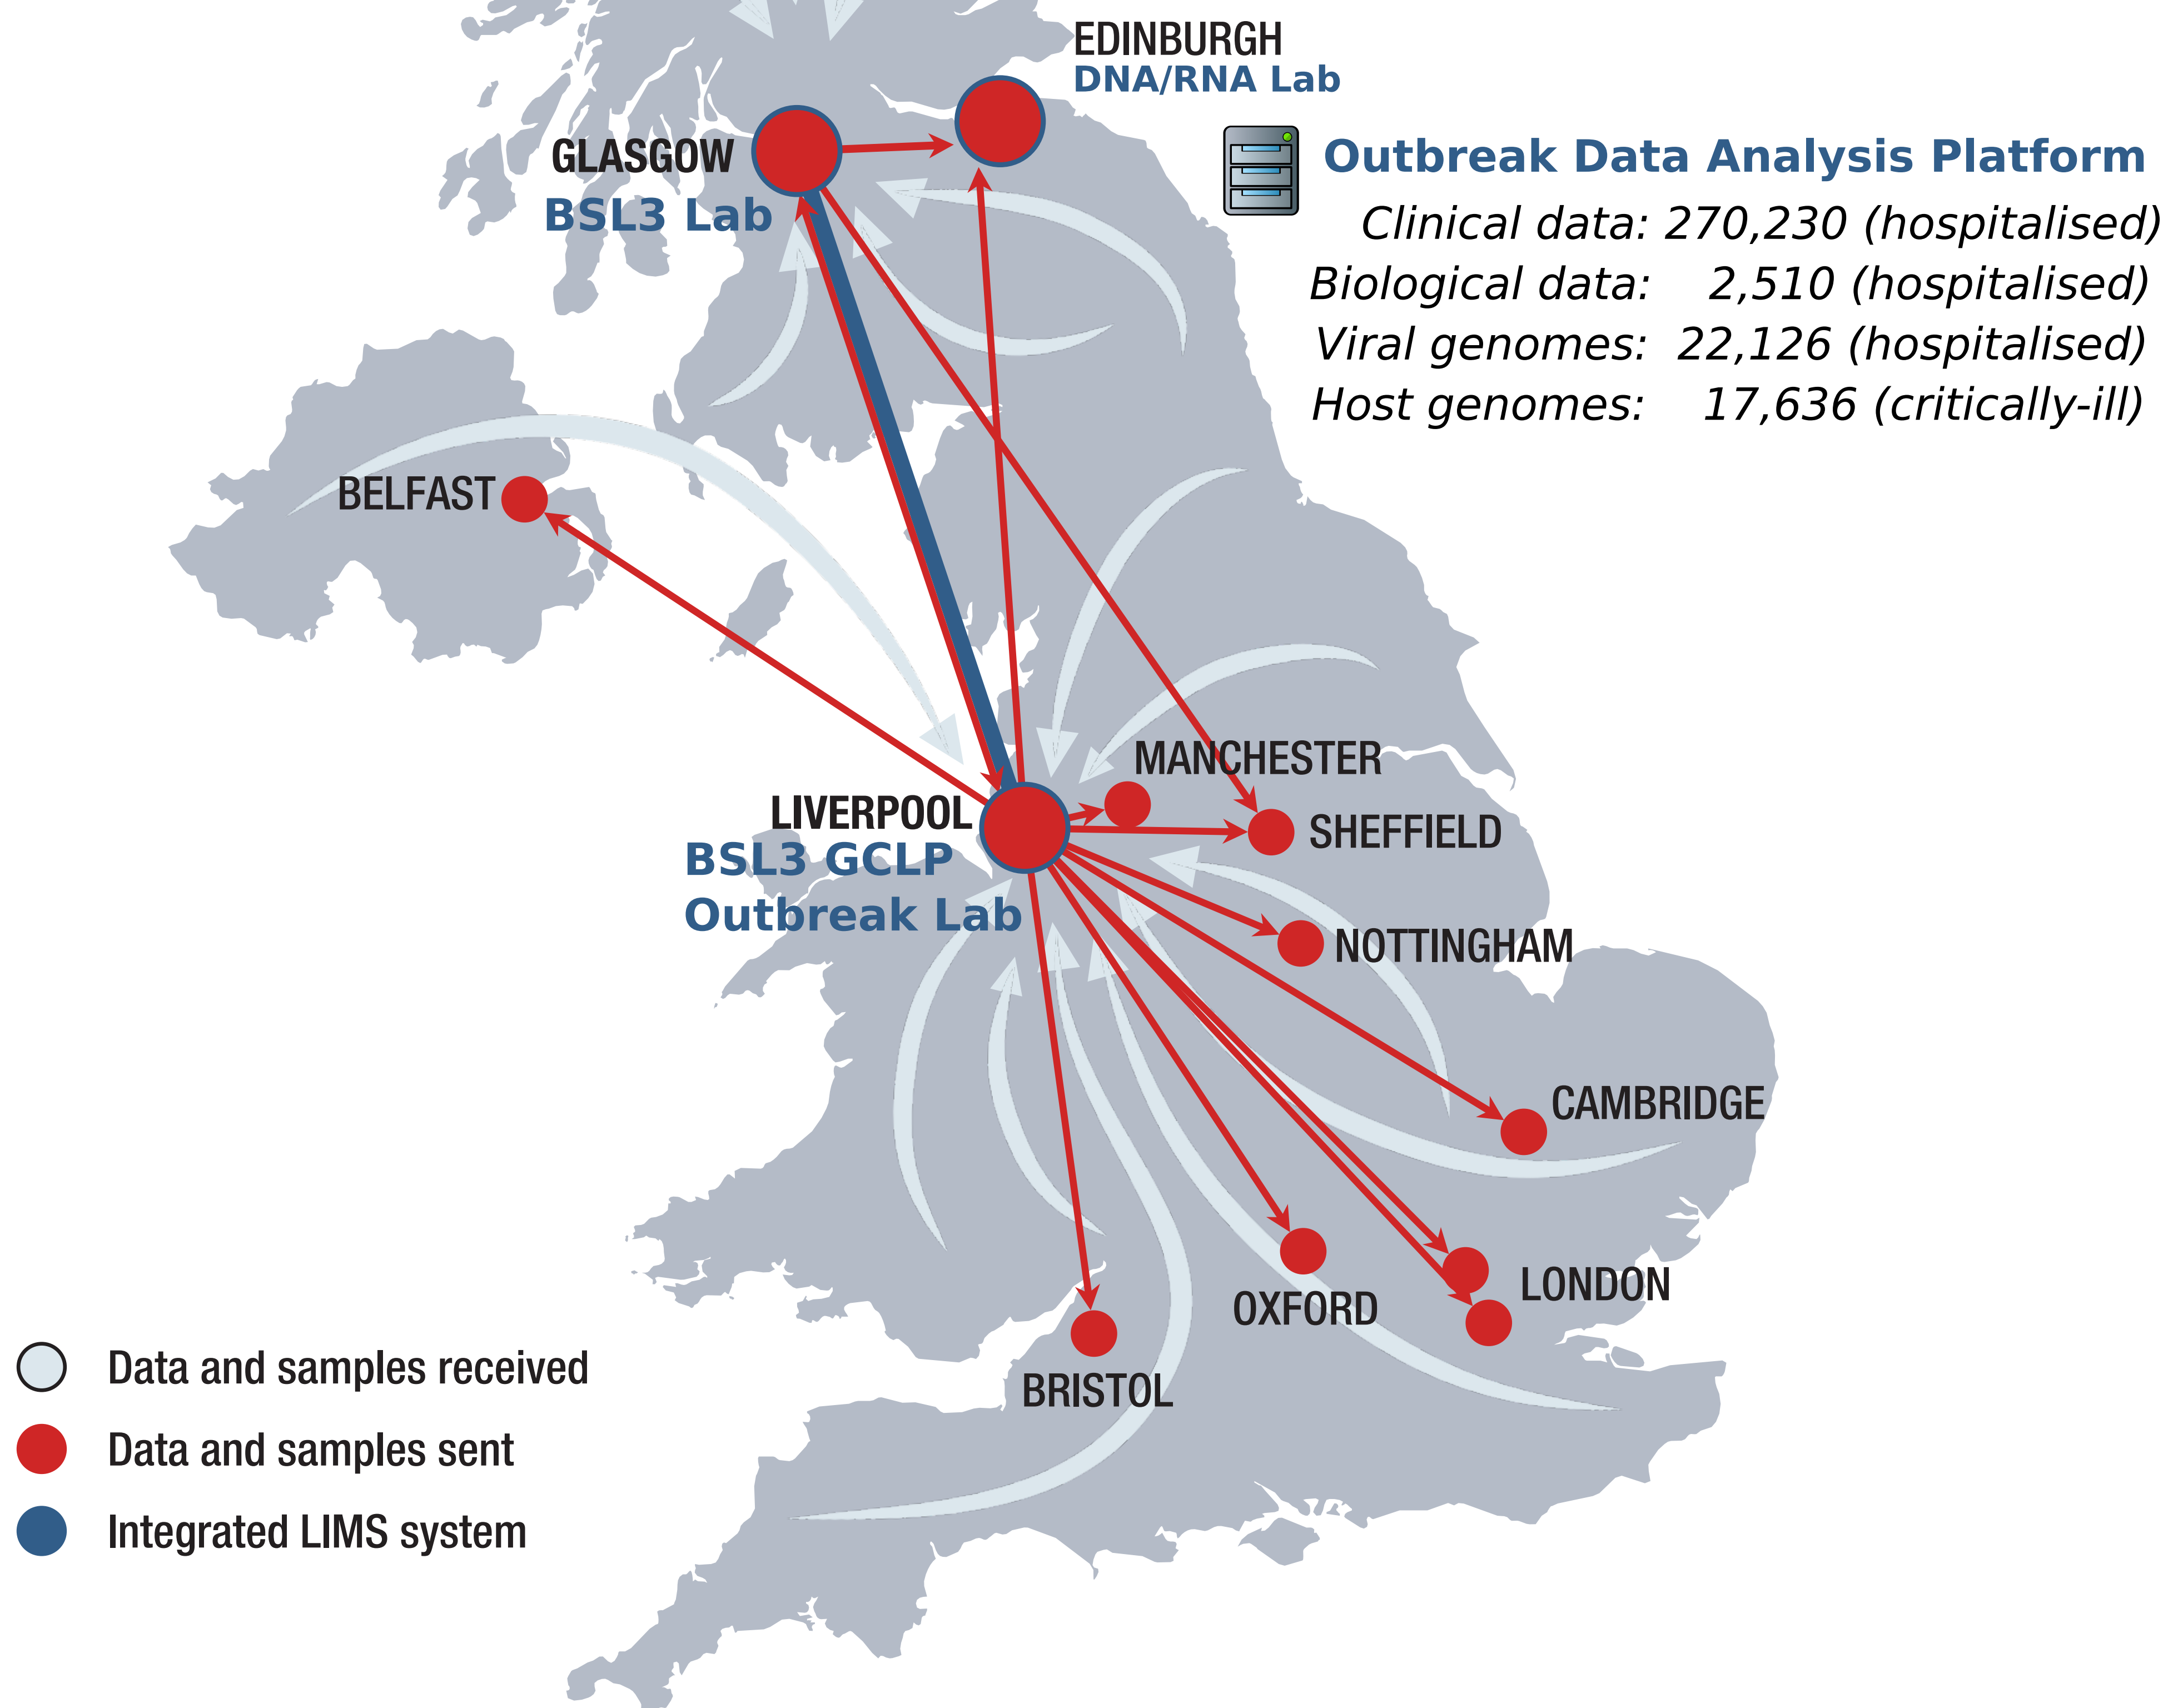 EDINBURGH
DNA/RNA Lab
GLASGOW
BSL3 Lab
Outbreak Data Analysis Platform
Clinical data: 270,230 (hospitalised)
Biological data: 2,510 (hospitalised)
Viral genomes: 22,126 (hospitalised)
Host genomes: 17,636 (critically-ill)
BELFAST
MANCHESTER
LIVERPOOL
BSL3 GCLP
Outbreak Lab
SHEFFIELD
NOTTINGHAM
CAMBRIDGE
LONDON
OXFORD
BRISTOL
Data and samples received
Data and samples sent
Integrated LIMS system